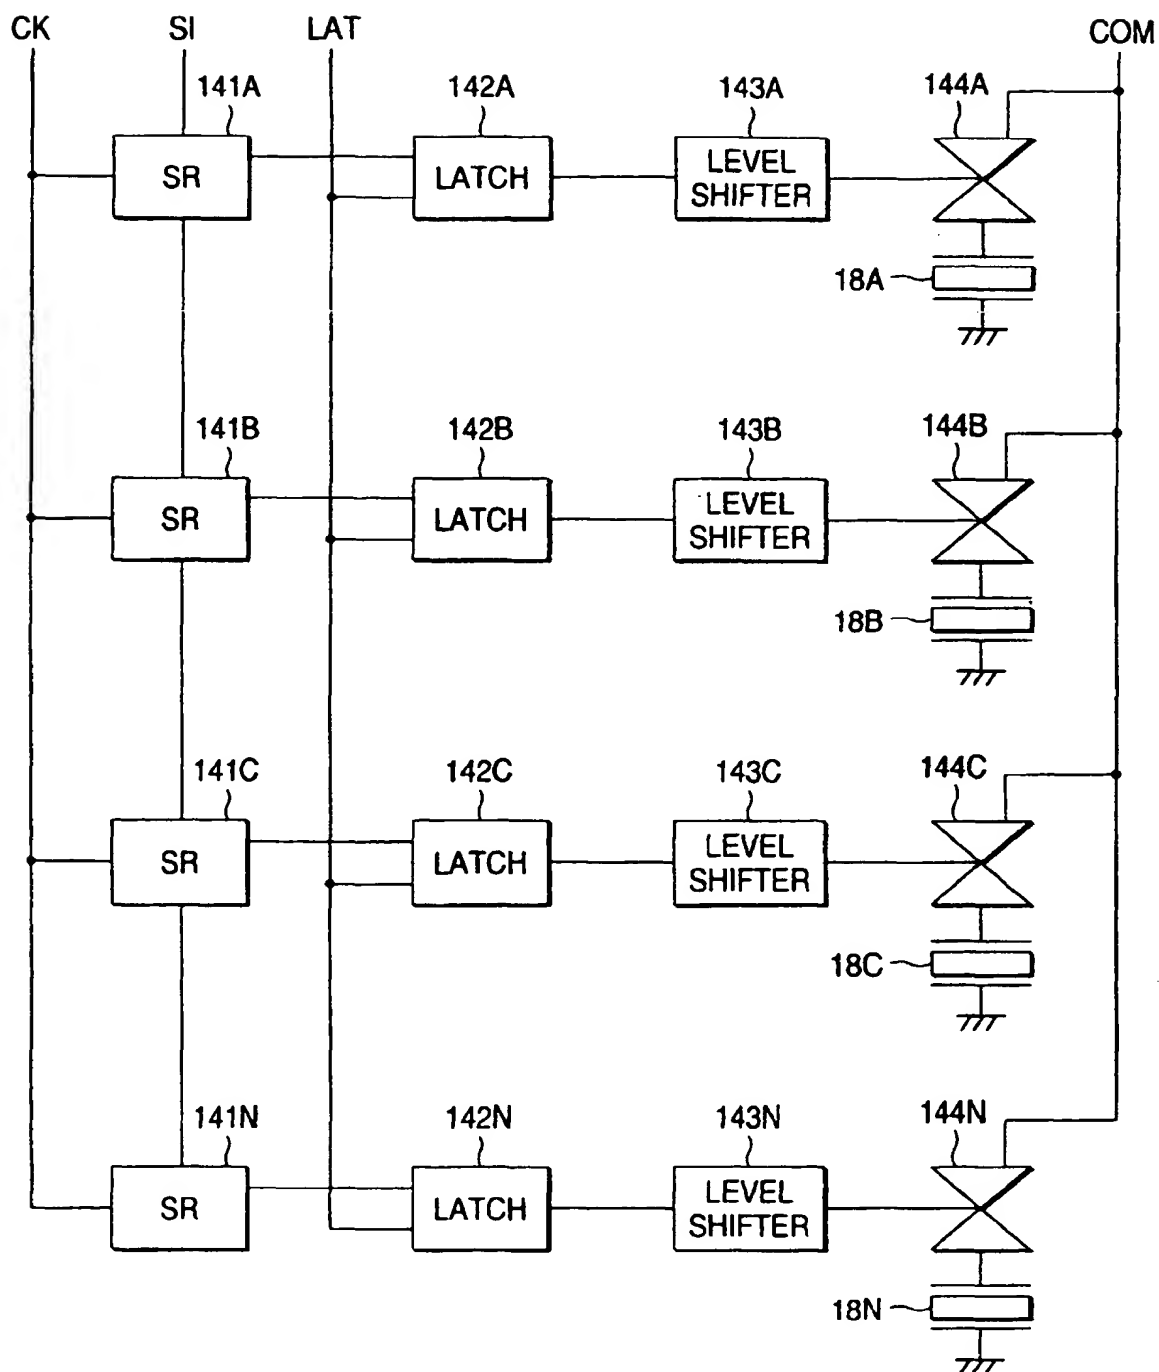 CK SI LAT COM
141A 142A 143A 144A
SR LATCH LEVEL SHIFTER
18A
141B 142B 143B 144B
SR LATCH LEVEL SHIFTER
18B
141C 142C 143C 144C
SR LATCH LEVEL SHIFTER
18C
141N 142N 143N 144N
SR LATCH LEVEL SHIFTER
18N